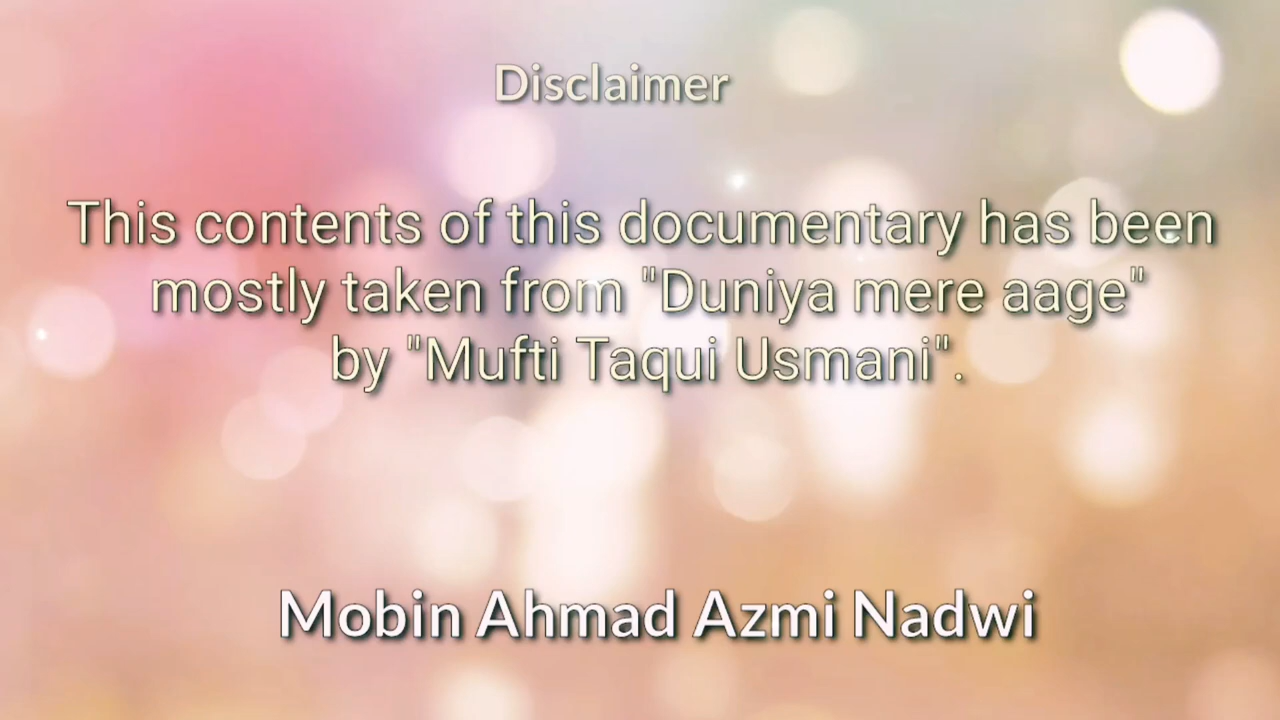 Disclaimer
This contents of this documentary has been
mostly taken from "Duniya mere aage"
by "Mufti Taqui Usmani".
Mobin Ahmad Azmi Nadwi